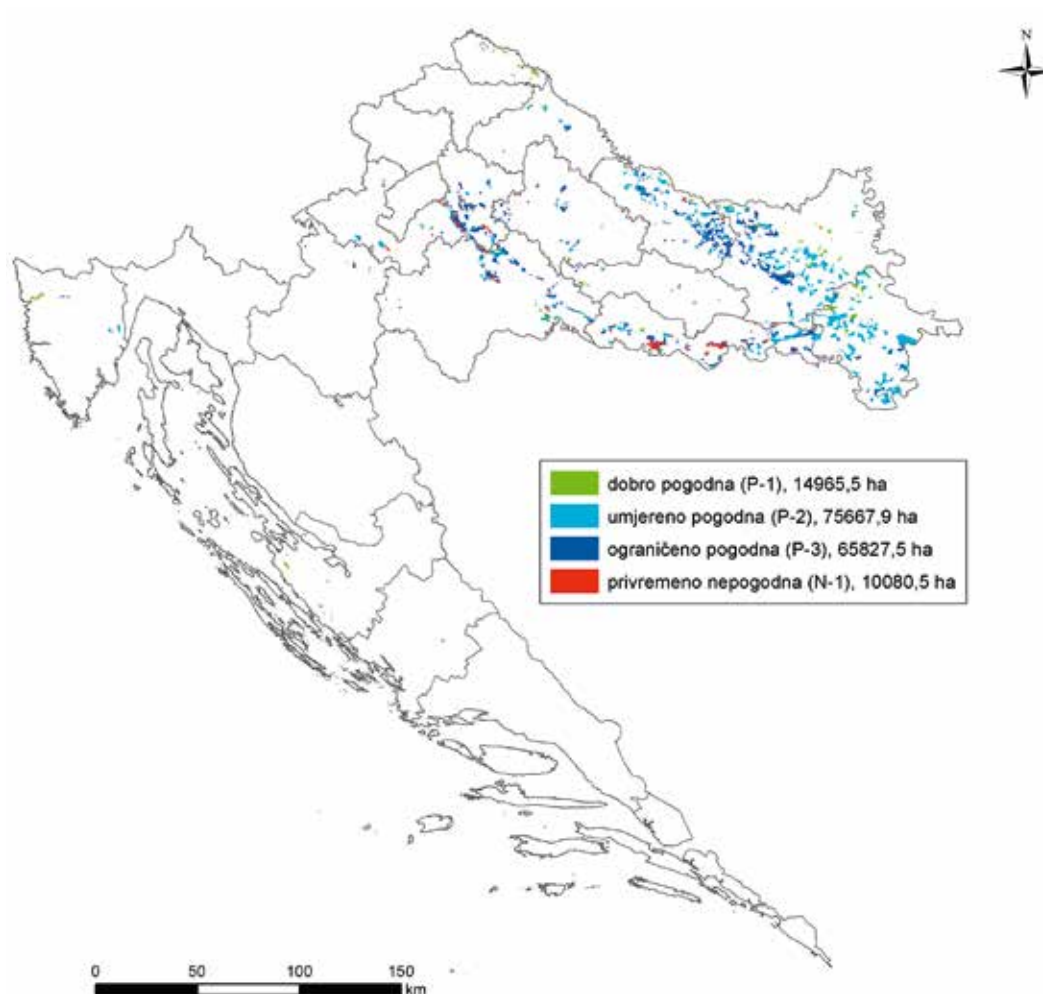 N
dobro pogodna (P-1), 14965,5 ha
umjereno pogodna (P-2), 75667,9 ha
ograničeno pogodna (P-3), 65827,5 ha
privremeno nepogodna (N-1), 10080,5 ha
0 50 100 150
km